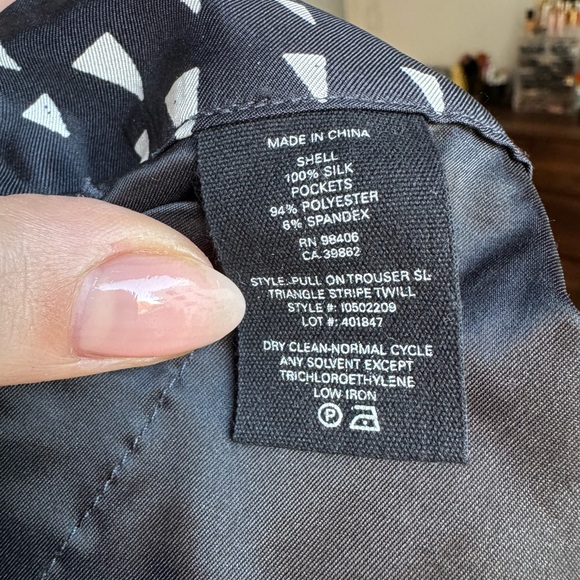 MADE IN CHINA
SHELL
100% SILK
POCKETS
94% POLYESTER
6% SPANDEX
RN 98406
CA 39862
STYLE: PULL ON TROUSER SL
TRIANGLE STRIPE TWILL
STYLE #: 10502209
LOT #: 401847
DRY CLEAN-NORMAL CYCLE
ANY SOLVENT EXCEPT
TRICHLOROETHYLENE
LOW IRON
P